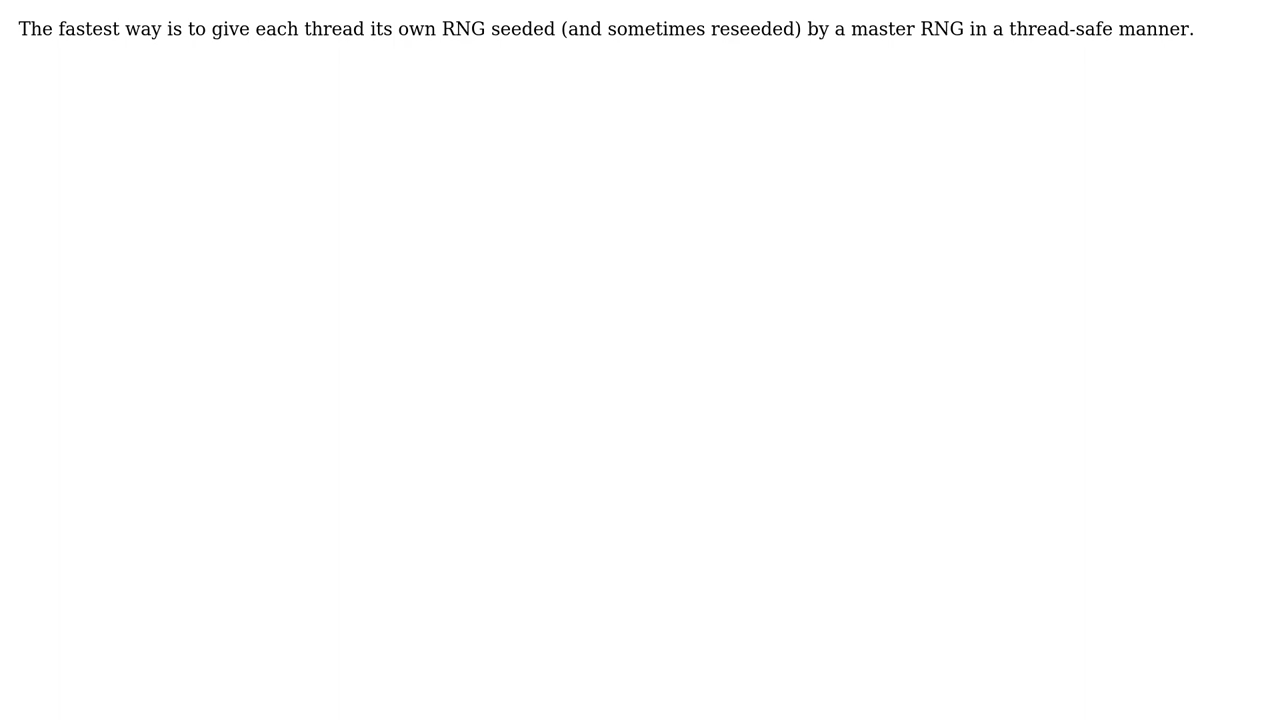 The fastest way is to give each thread its own RNG seeded (and sometimes reseeded) by a master RNG in a thread-safe manner.